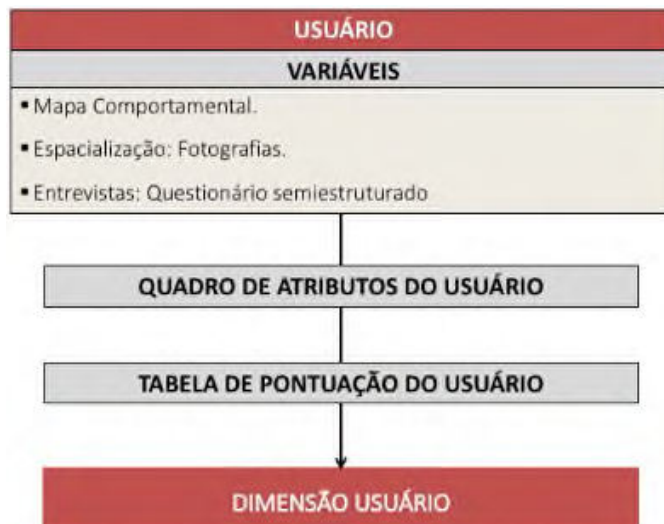 USUÁRIO
VARIÁVEIS
▪ Mapa Comportamental.
▪ Espacialização: Fotografias.
▪ Entrevistas: Questionário semiestruturado
QUADRO DE ATRIBUTOS DO USUÁRIO
TABELA DE PONTUAÇÃO DO USUÁRIO
DIMENSÃO USUÁRIO